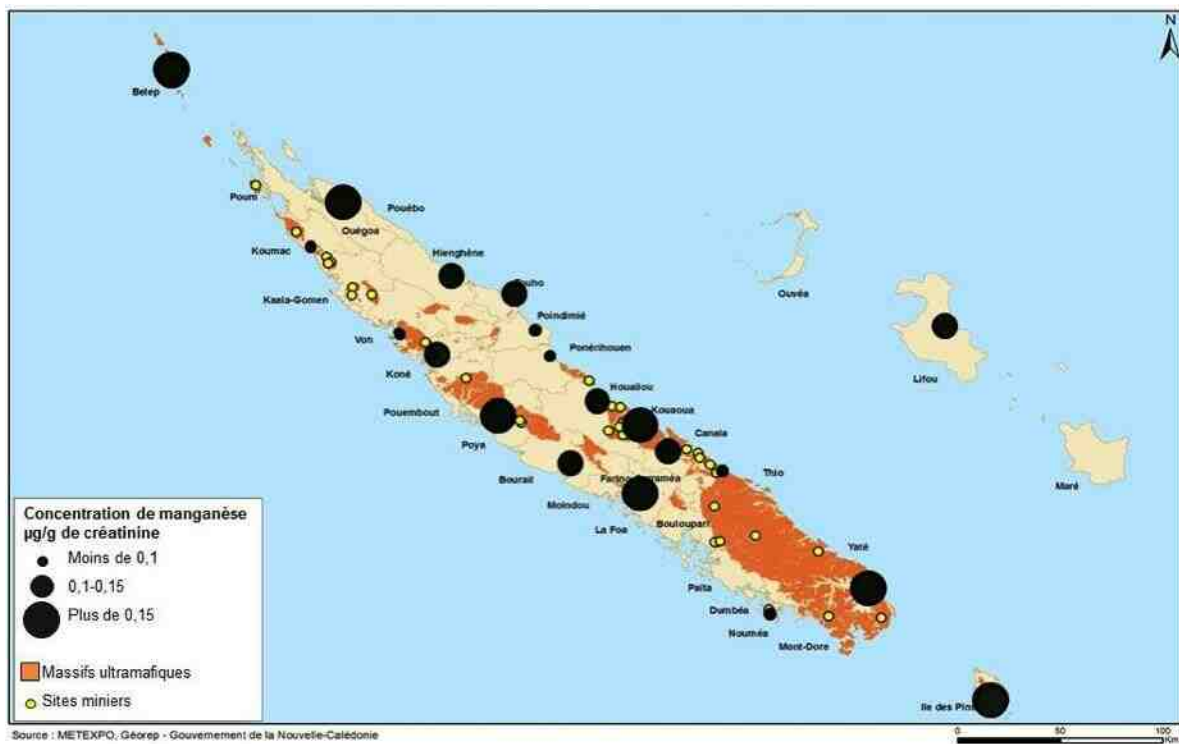 N
Belep
Poum
Pouébo
Ouégoa
Koumac
Hienghène
Touho
Kaala-Gomen
Ouvéa
Poindimié
Voh
Ponérihouen
Lifou
Koné
Houaïlou
Pouembout
Kouaoua
Poya
Canala
Thio
Maré
Bourail
Moindou
La Foa
Bouloupari
Yaté
Païta
Dumbéa
Nouméa
Mont-Dore
Ile des Pins
Concentration de manganèse
µg/g de créatinine
Moins de 0,1
0,1-0,15
Plus de 0,15
Massifs ultramafiques
Sites miniers
0 50 100
Km
Source : METEXPO, Géorep - Gouvernement de la Nouvelle-Calédonie